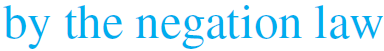 by the negation law